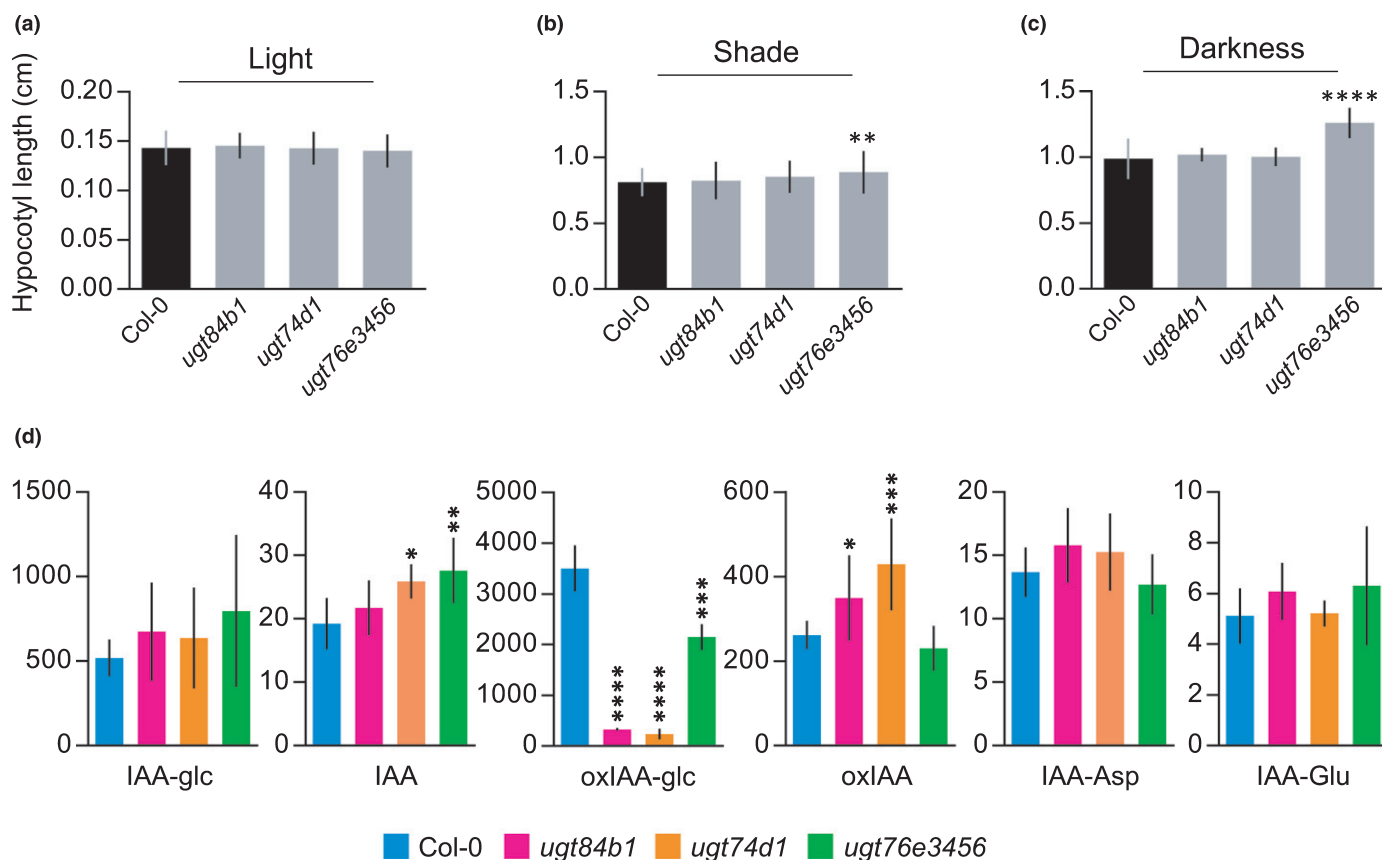 (a)
Light
Hypocotyl length (cm)
0.20
0.15
0.10
0.05
0.00
Col-0
ugt84b1
ugt74d1
ugt76e3456
(b)
Shade
1.5
1.0
0.5
0.0
**
Col-0
ugt84b1
ugt74d1
ugt76e3456
(c)
Darkness
1.5
1.0
0.5
0.0
****
Col-0
ugt84b1
ugt74d1
ugt76e3456
(d)
1500
1000
500
0
IAA-glc
40
30
20
10
0
*
**
IAA
5000
4000
3000
2000
1000
0
****
****
***
oxIAA-glc
600
400
200
0
*
***
oxIAA
20
15
10
5
0
IAA-Asp
10
8
6
4
2
0
IAA-Glu
Col-0 ugt84b1 ugt74d1 ugt76e3456